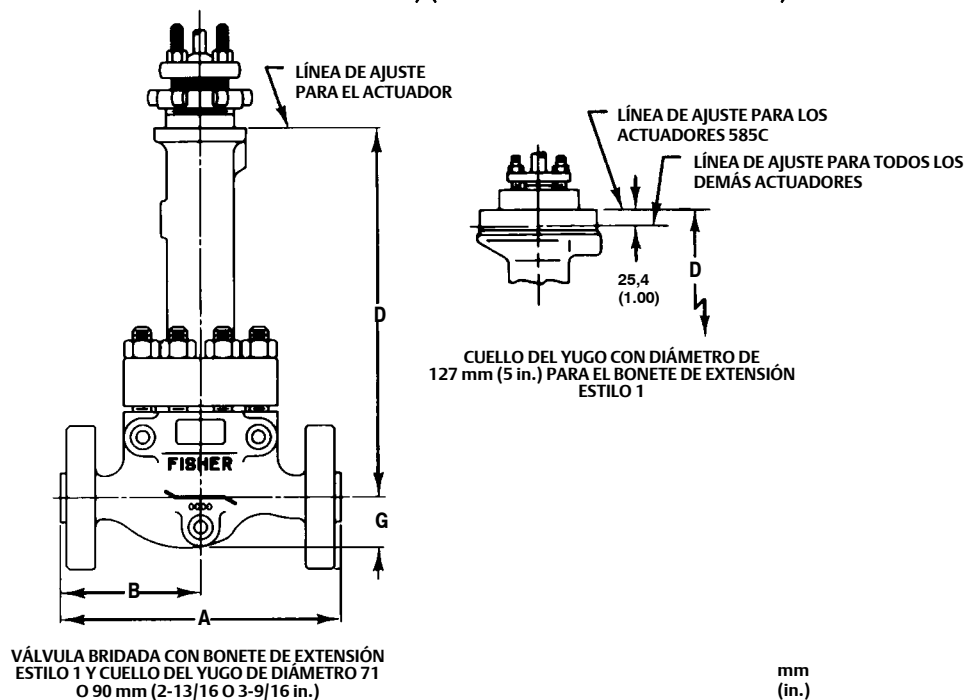 LÍNEA DE AJUSTE
PARA EL ACTUADOR
D
FISHER
G
B
A
VÁLVULA BRIDADA CON BONETE DE EXTENSIÓN
ESTILO 1 Y CUELLO DEL YUGO DE DIÁMETRO 71
O 90 mm (2-13/16 O 3-9/16 in.)
LÍNEA DE AJUSTE PARA LOS
ACTUADORES 585C
LÍNEA DE AJUSTE PARA TODOS LOS
DEMÁS ACTUADORES
25,4
(1.00)
D
CUELLO DEL YUGO CON DIÁMETRO DE
127 mm (5 in.) PARA EL BONETE DE EXTENSIÓN
ESTILO 1
mm
(in.)